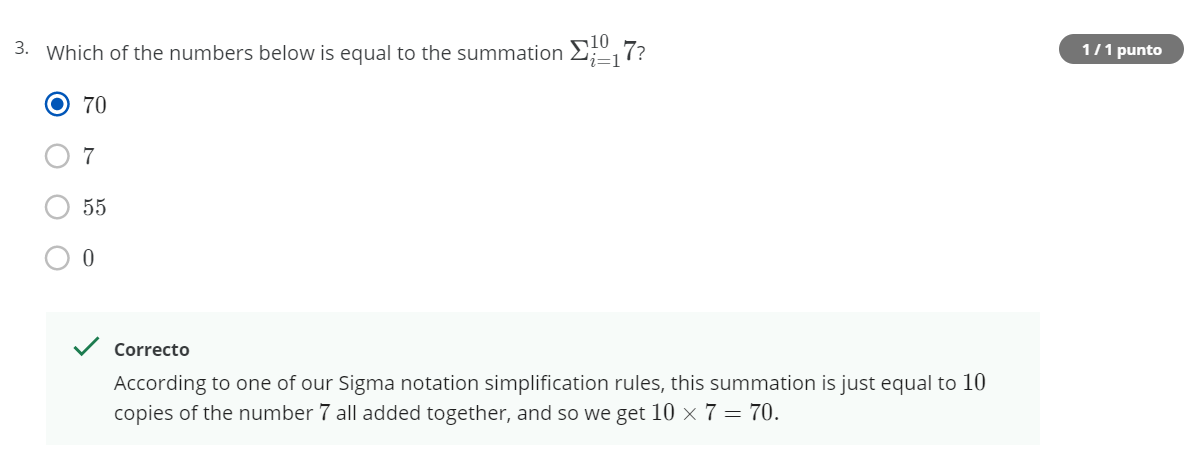 3. Which of the numbers below is equal to the summation $\Sigma_{i=1}^{10} 7$?
1 / 1 punto
70
7
55
0
Correcto
According to one of our Sigma notation simplification rules, this summation is just equal to 10
copies of the number 7 all added together, and so we get 10 × 7 = 70.